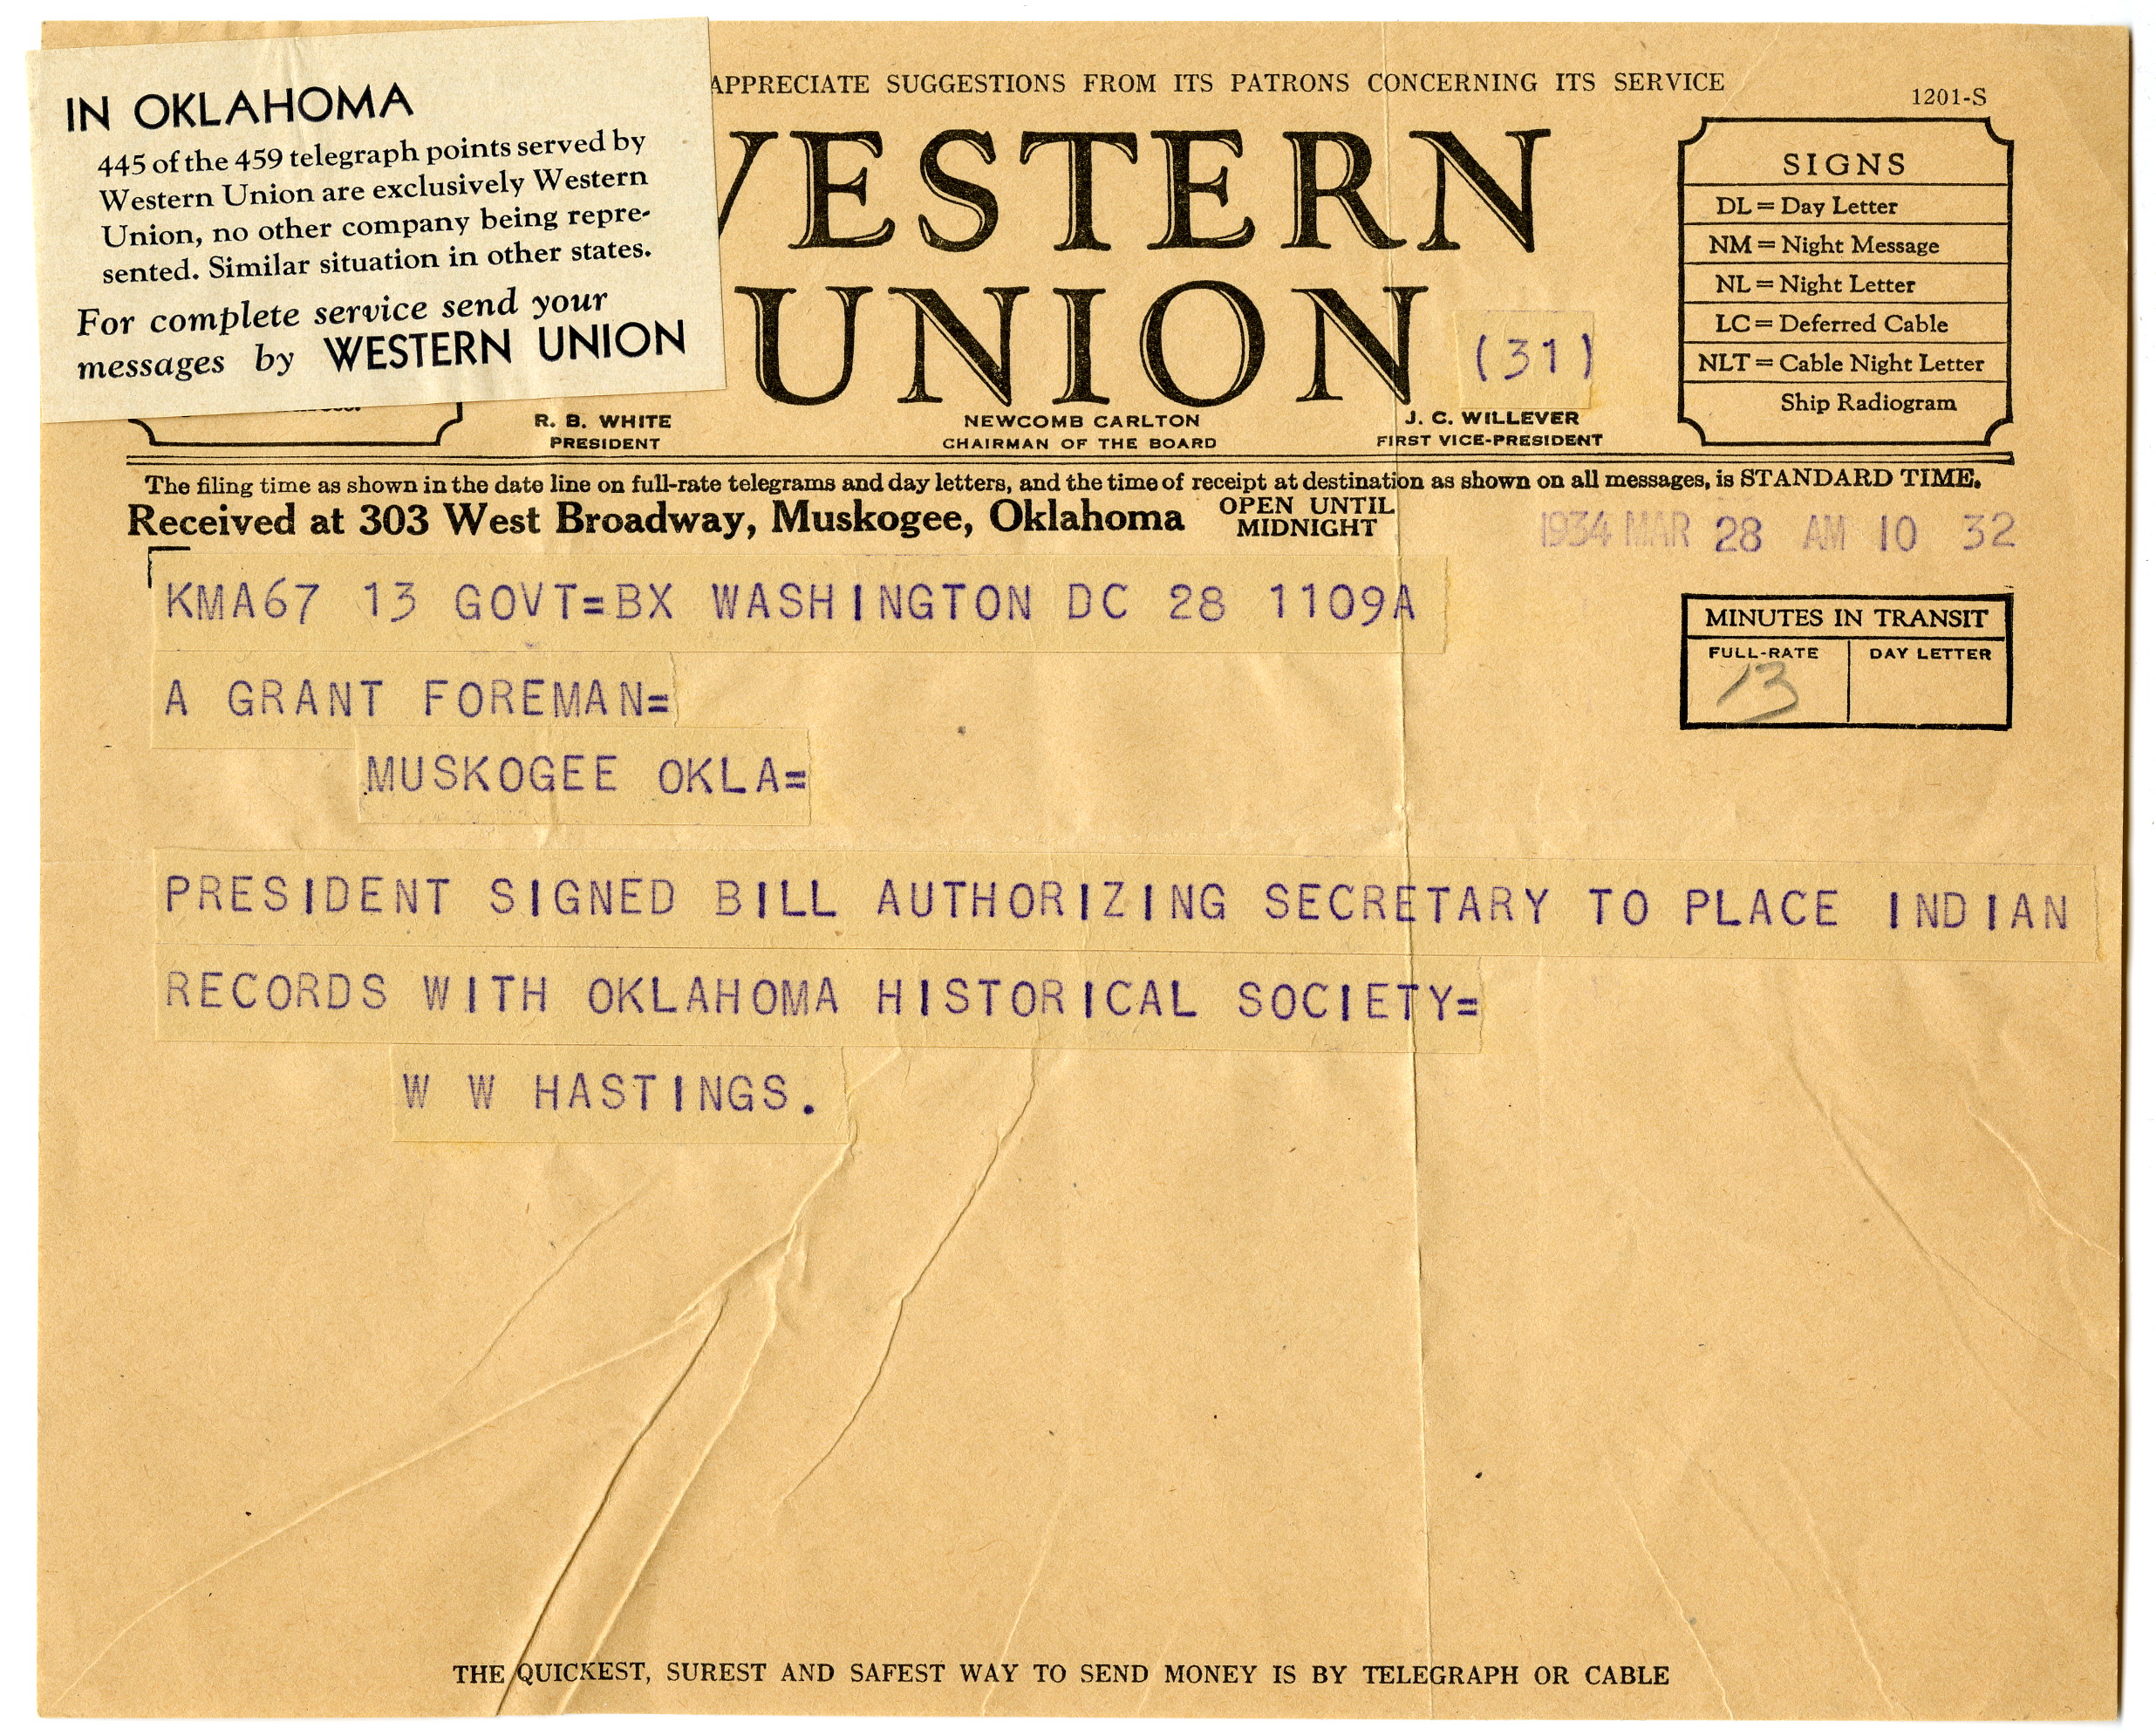 IN OKLAHOMA
445 of the 459 telegraph points served by
Western Union are exclusively Western
Union, no other company being repre-
sented. Similar situation in other states.
For complete service send your
messages by WESTERN UNION
APPRECIATE SUGGESTIONS FROM ITS PATRONS CONCERNING ITS SERVICE
1201-S
WESTERN
UNION
(31)
SIGNS
DL = Day Letter
NM = Night Message
NL = Night Letter
LC = Deferred Cable
NLT = Cable Night Letter
Ship Radiogram
R. B. WHITE
PRESIDENT
NEWCOMB CARLTON
CHAIRMAN OF THE BOARD
J. C. WILLEVER
FIRST VICE-PRESIDENT
The filing time as shown in the date line on full-rate telegrams and day letters, and the time of receipt at destination as shown on all messages, is STANDARD TIME.
Received at 303 West Broadway, Muskogee, Oklahoma OPEN UNTIL
MIDNIGHT
1934 MAR 28 AM 10 32
KMA67 13 GOVT=BX WASHINGTON DC 28 1109A
MINUTES IN TRANSIT
FULL-RATE DAY LETTER
13
A GRANT FOREMAN=
MUSKOGEE OKLA=
PRESIDENT SIGNED BILL AUTHORIZING SECRETARY TO PLACE INDIAN
RECORDS WITH OKLAHOMA HISTORICAL SOCIETY=
W W HASTINGS.
THE QUICKEST, SUREST AND SAFEST WAY TO SEND MONEY IS BY TELEGRAPH OR CABLE